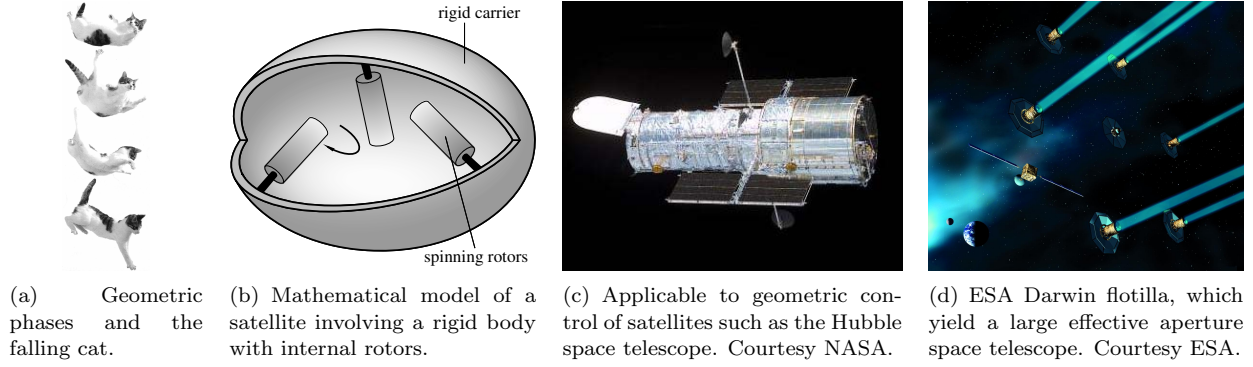 rigid carrier
spinning rotors
(a) Geometric
phases and the
falling cat.
(b) Mathematical model of a
satellite involving a rigid body
with internal rotors.
(c) Applicable to geometric con-
trol of satellites such as the Hubble
space telescope. Courtesy NASA.
(d) ESA Darwin flotilla, which
yield a large effective aperture
space telescope. Courtesy ESA.